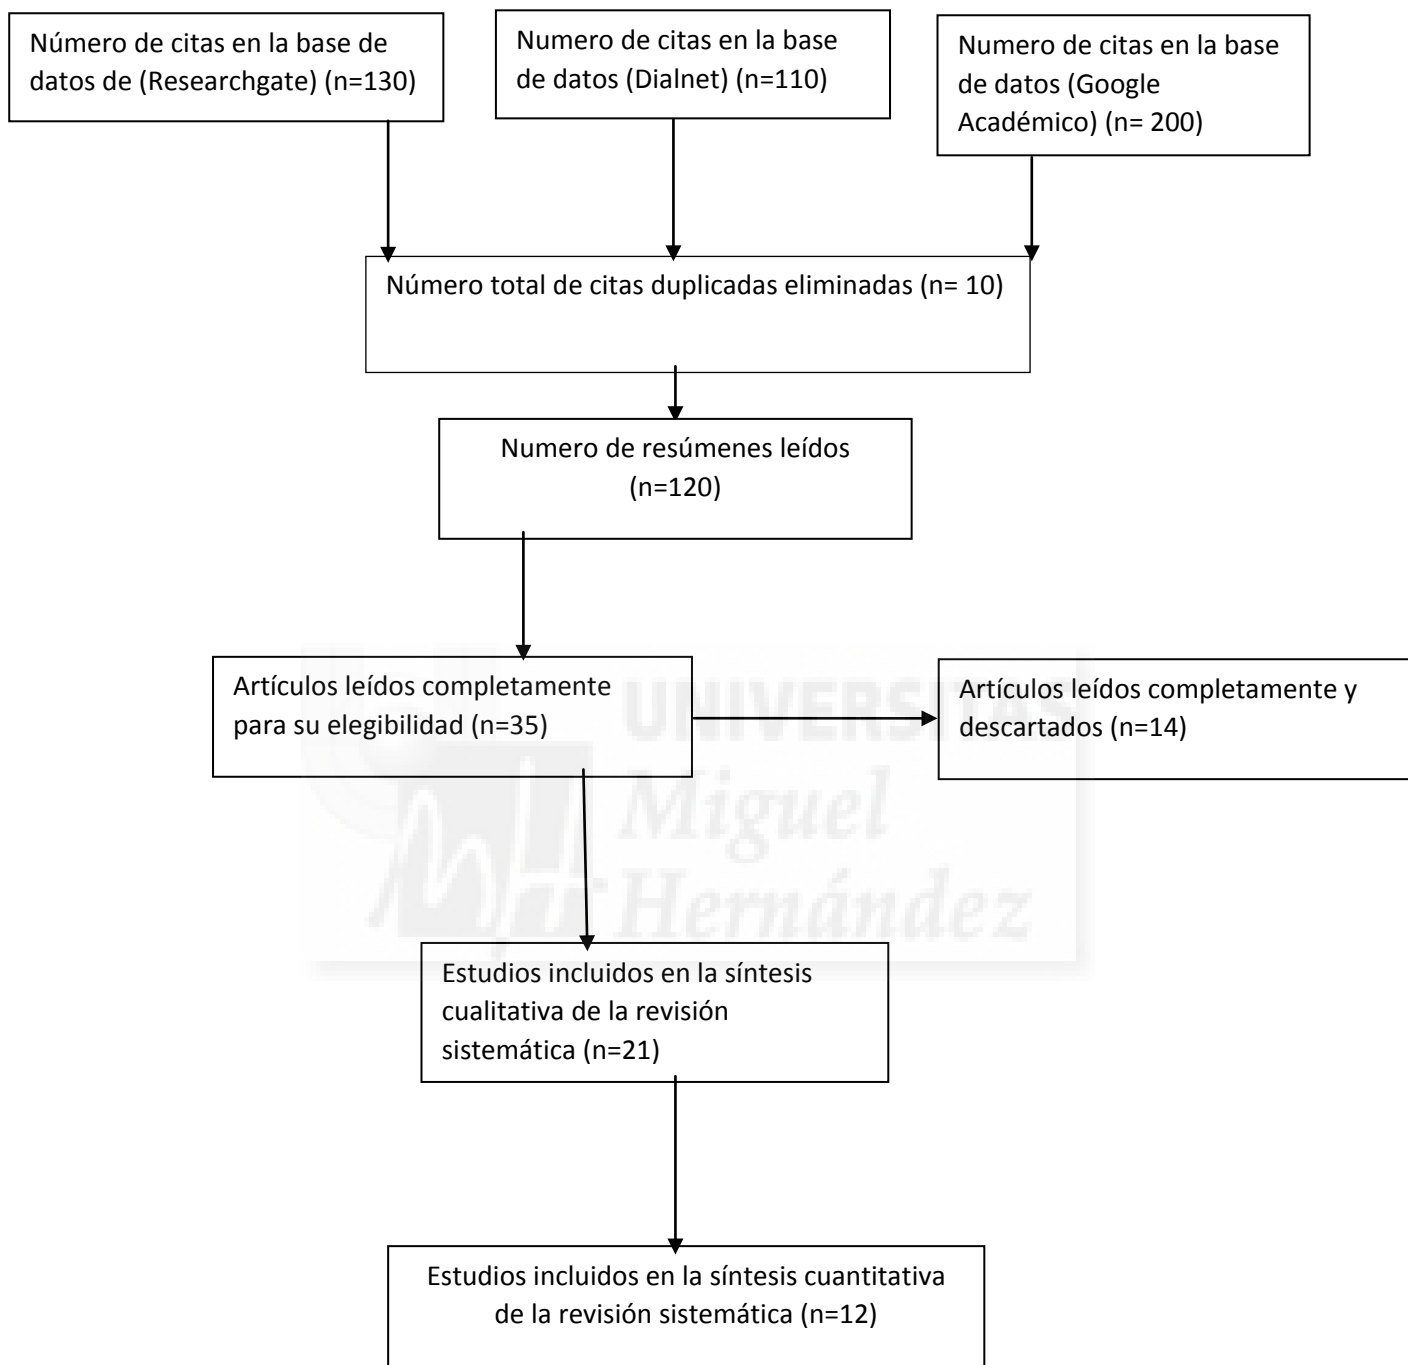 Número de citas en la base de
datos de (Researchgate) (n=130)
Numero de citas en la base
de datos (Dialnet) (n=110)
Numero de citas en la base
de datos (Google
Académico) (n= 200)
Número total de citas duplicadas eliminadas (n= 10)
Numero de resúmenes leídos
(n=120)
Artículos leídos completamente
para su elegibilidad (n=35)
Artículos leídos completamente y
descartados (n=14)
UNIVERSITAS
Miguel
Hernández
Estudios incluidos en la síntesis
cualitativa de la revisión
sistemática (n=21)
Estudios incluidos en la síntesis cuantitativa
de la revisión sistemática (n=12)